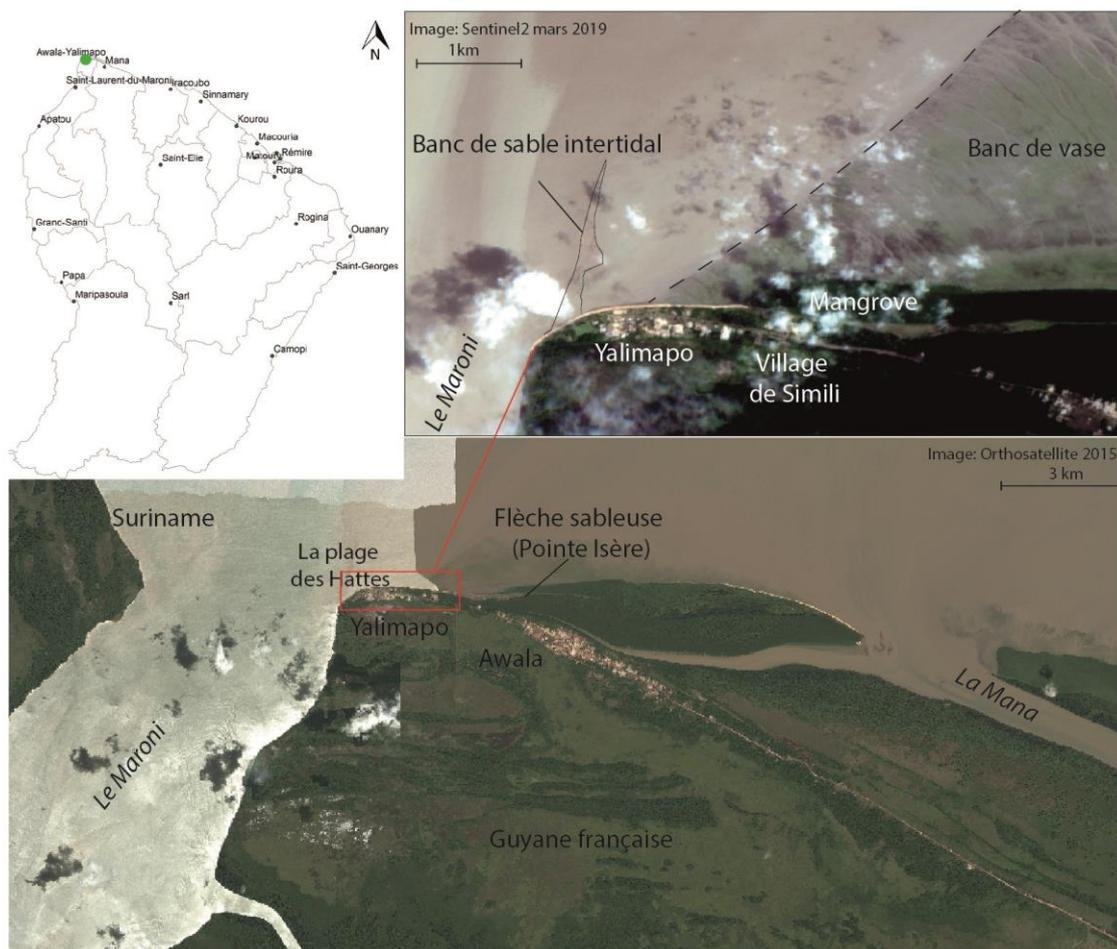 Awala-Yalimapo
Mana
Saint-Laurent-du-Maroni
Iracoubo
Sinnamary
Apatou
Kourou
Macouria
Saint-Elie
Rémire
Roura
Regina
Grand-Santi
Ouanary
Saint-Georges
Papa
Maripasoula
Camopi
N
Image: Sentinel2 mars 2019
1km
Banc de sable intertidal
Banc de vase
Mangrove
Le Maroni
Yalimapo
Village
de Simili
Image: Orthosatellite 2015
3 km
Suriname
Flèche sableuse
(Pointe Isère)
La plage
des Hattes
Yalimapo
Awala
La Mana
Le Maroni
Guyane française